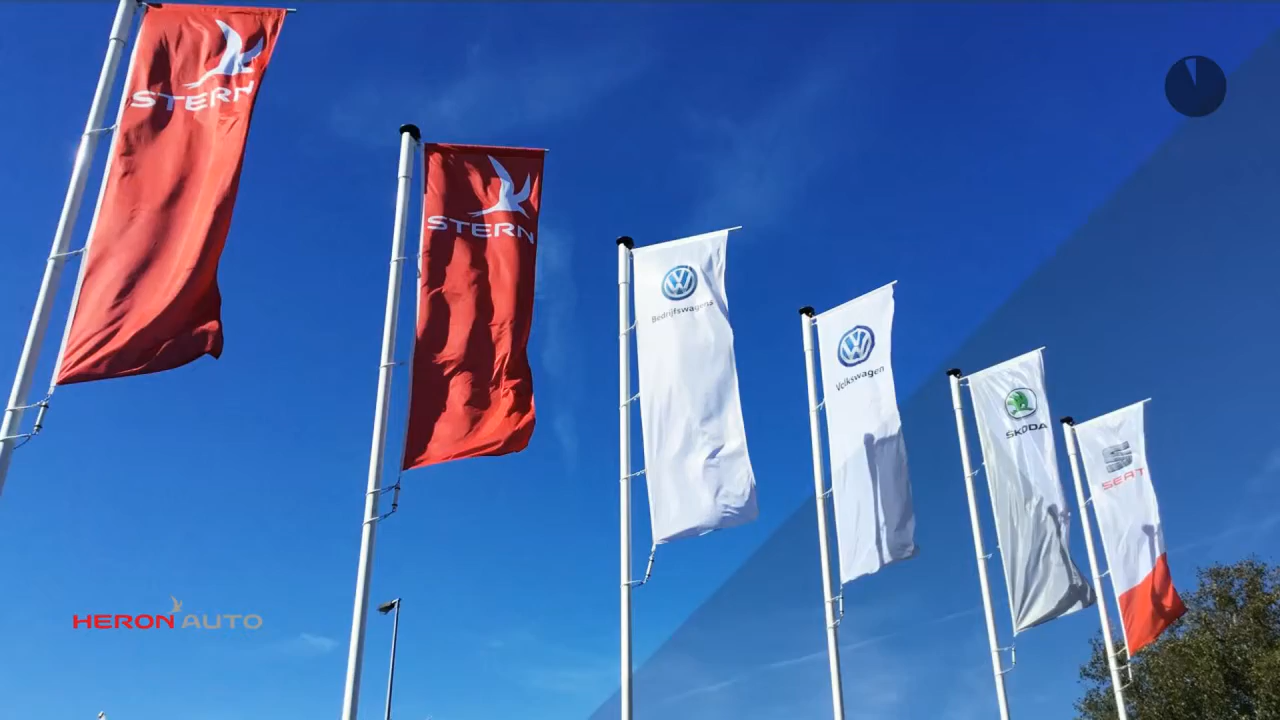 STERN
STERN
Bedrijfswagens
Volkswagen
ŠKODA
SEAT
HERON AUTO